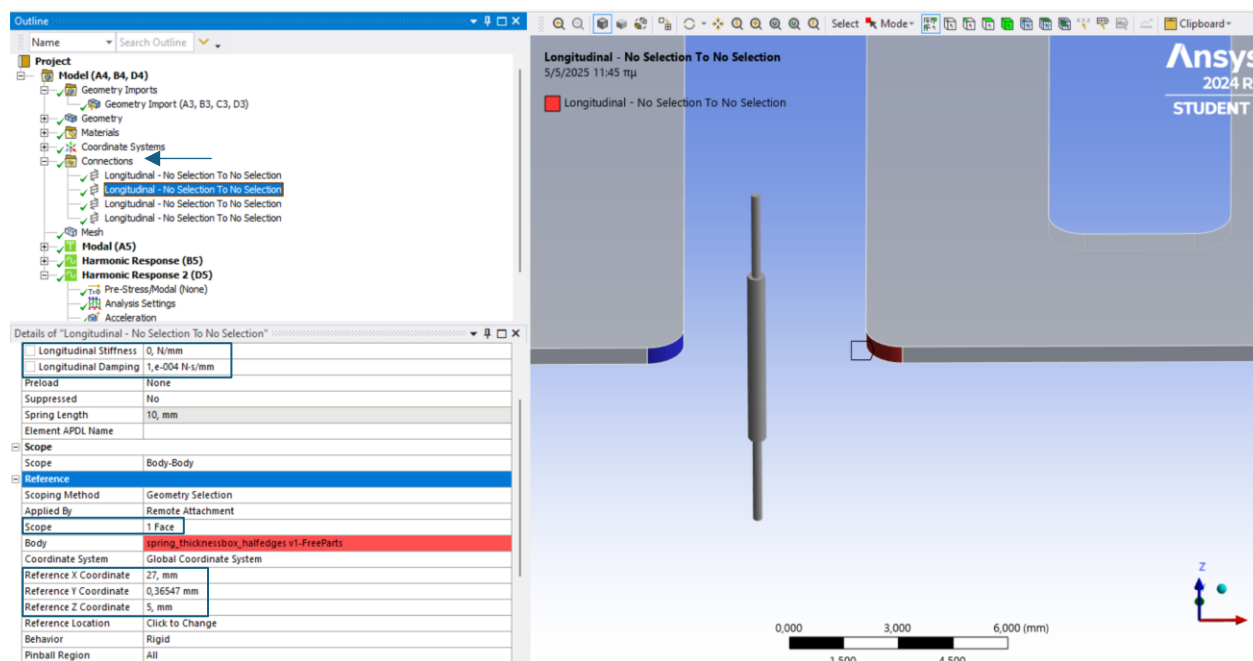 Outline
Name Search Outline
Project
Model (A4, B4, D4)
Geometry Imports
Geometry Import (A3, B3, C3, D3)
Geometry
Materials
Coordinate Systems
Connections
Longitudinal - No Selection To No Selection
Longitudinal - No Selection To No Selection
Longitudinal - No Selection To No Selection
Longitudinal - No Selection To No Selection
Mesh
Modal (A5)
Harmonic Response (B5)
Harmonic Response 2 (D5)
Pre-Stress/Modal (None)
Analysis Settings
Acceleration
Details of "Longitudinal - No Selection To No Selection"
Longitudinal Stiffness 0, N/mm
Longitudinal Damping 1,e-004 N·s/mm
Preload None
Suppressed No
Spring Length 10, mm
Element APDL Name
Scope
Scope Body-Body
Reference
Scoping Method Geometry Selection
Applied By Remote Attachment
Scope 1 Face
Body spring_thicknessbox_halfedges v1-FreeParts
Coordinate System Global Coordinate System
Reference X Coordinate 27, mm
Reference Y Coordinate 0,36547 mm
Reference Z Coordinate 5, mm
Reference Location Click to Change
Behavior Rigid
Pinball Region All
Select Mode Clipboard
Longitudinal - No Selection To No Selection
5/5/2025 11:45 πμ
Longitudinal - No Selection To No Selection
Ansys
2024 R
STUDENT
Z
0,000 3,000 6,000 (mm)
1,500 4,500